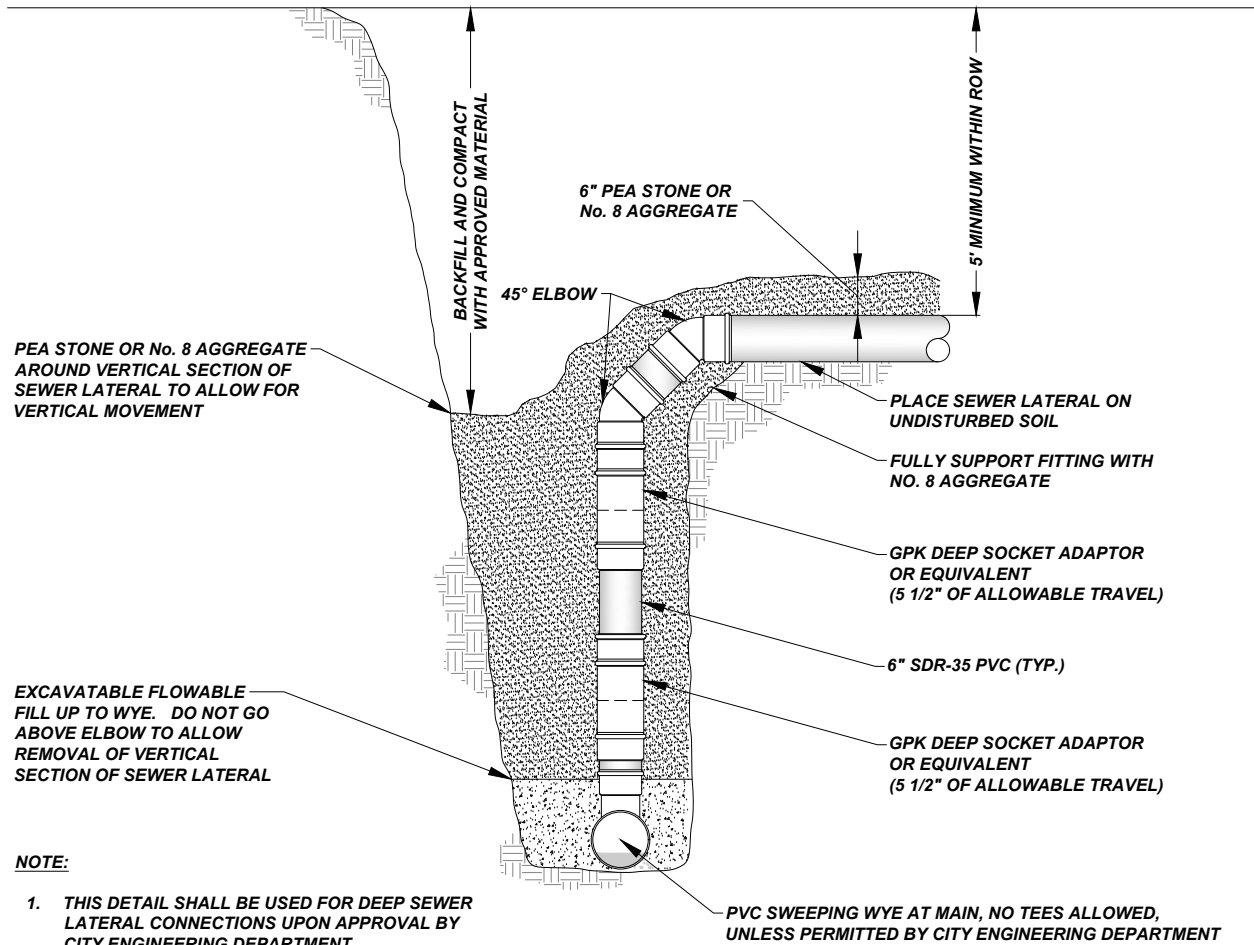 BACKFILL AND COMPACT
WITH APPROVED MATERIAL
5' MINIMUM WITHIN ROW
6" PEA STONE OR
No. 8 AGGREGATE
45° ELBOW
PEA STONE OR No. 8 AGGREGATE
AROUND VERTICAL SECTION OF
SEWER LATERAL TO ALLOW FOR
VERTICAL MOVEMENT
PLACE SEWER LATERAL ON
UNDISTURBED SOIL
FULLY SUPPORT FITTING WITH
NO. 8 AGGREGATE
GPK DEEP SOCKET ADAPTOR
OR EQUIVALENT
(5 1/2" OF ALLOWABLE TRAVEL)
6" SDR-35 PVC (TYP.)
EXCAVATABLE FLOWABLE
FILL UP TO WYE. DO NOT GO
ABOVE ELBOW TO ALLOW
REMOVAL OF VERTICAL
SECTION OF SEWER LATERAL
GPK DEEP SOCKET ADAPTOR
OR EQUIVALENT
(5 1/2" OF ALLOWABLE TRAVEL)
NOTE:
1. THIS DETAIL SHALL BE USED FOR DEEP SEWER
LATERAL CONNECTIONS UPON APPROVAL BY
CITY ENGINEERING DEPARTMENT
PVC SWEEPING WYE AT MAIN, NO TEES ALLOWED,
UNLESS PERMITTED BY CITY ENGINEERING DEPARTMENT